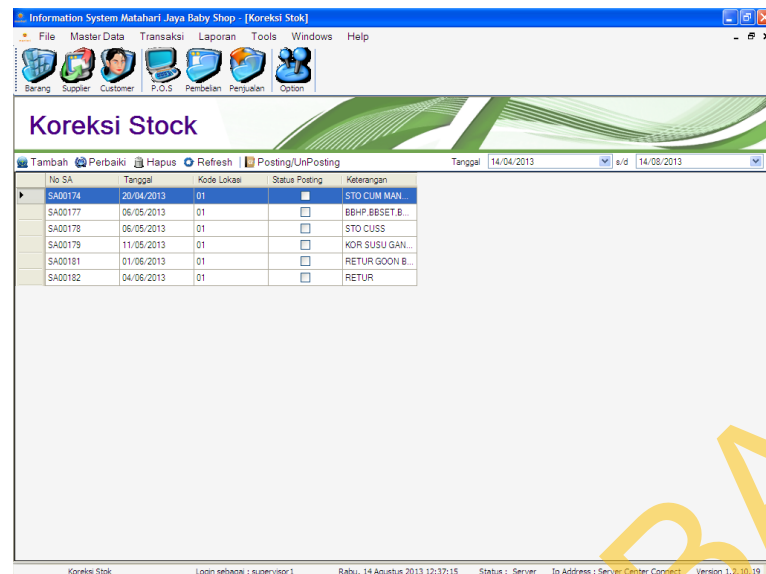 Information System Matahari Jaya Baby Shop - [Koreksi Stok]
File Master Data Transaksi Laporan Tools Windows Help
Barang Supplier Customer P.O.S Pembelian Penjualan Option
Koreksi Stock
Tambah Perbaiki Hapus Refresh Posting/UnPosting Tanggal 14/04/2013 s/d 14/08/2013
No SA Tanggal Kode Lokasi Status Posting Keterangan
SA00174 20/04/2013 01 STO CUM MAN...
SA00177 06/05/2013 01 BBHP,BBSET,B...
SA00178 06/05/2013 01 STO CUSS
SA00179 11/05/2013 01 KOR SUSU GAN...
SA00181 01/06/2013 01 RETUR GOON B...
SA00182 04/06/2013 01 RETUR
Koreksi Stok Login sebagai : supervisor1 Rabu, 14 Agustus 2013 12:37:15 Status : Server Ip Address : Server Center Connect Version 1.2.10.19